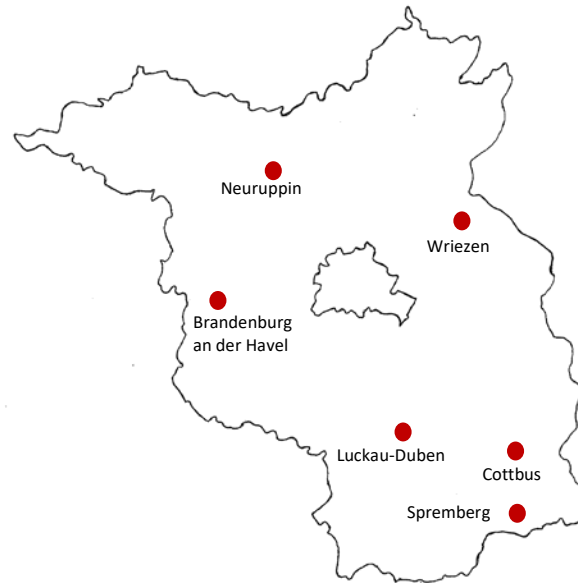 Neuruppin
Wriezen
Brandenburg
an der Havel
Luckau-Duben
Cottbus
Spremberg